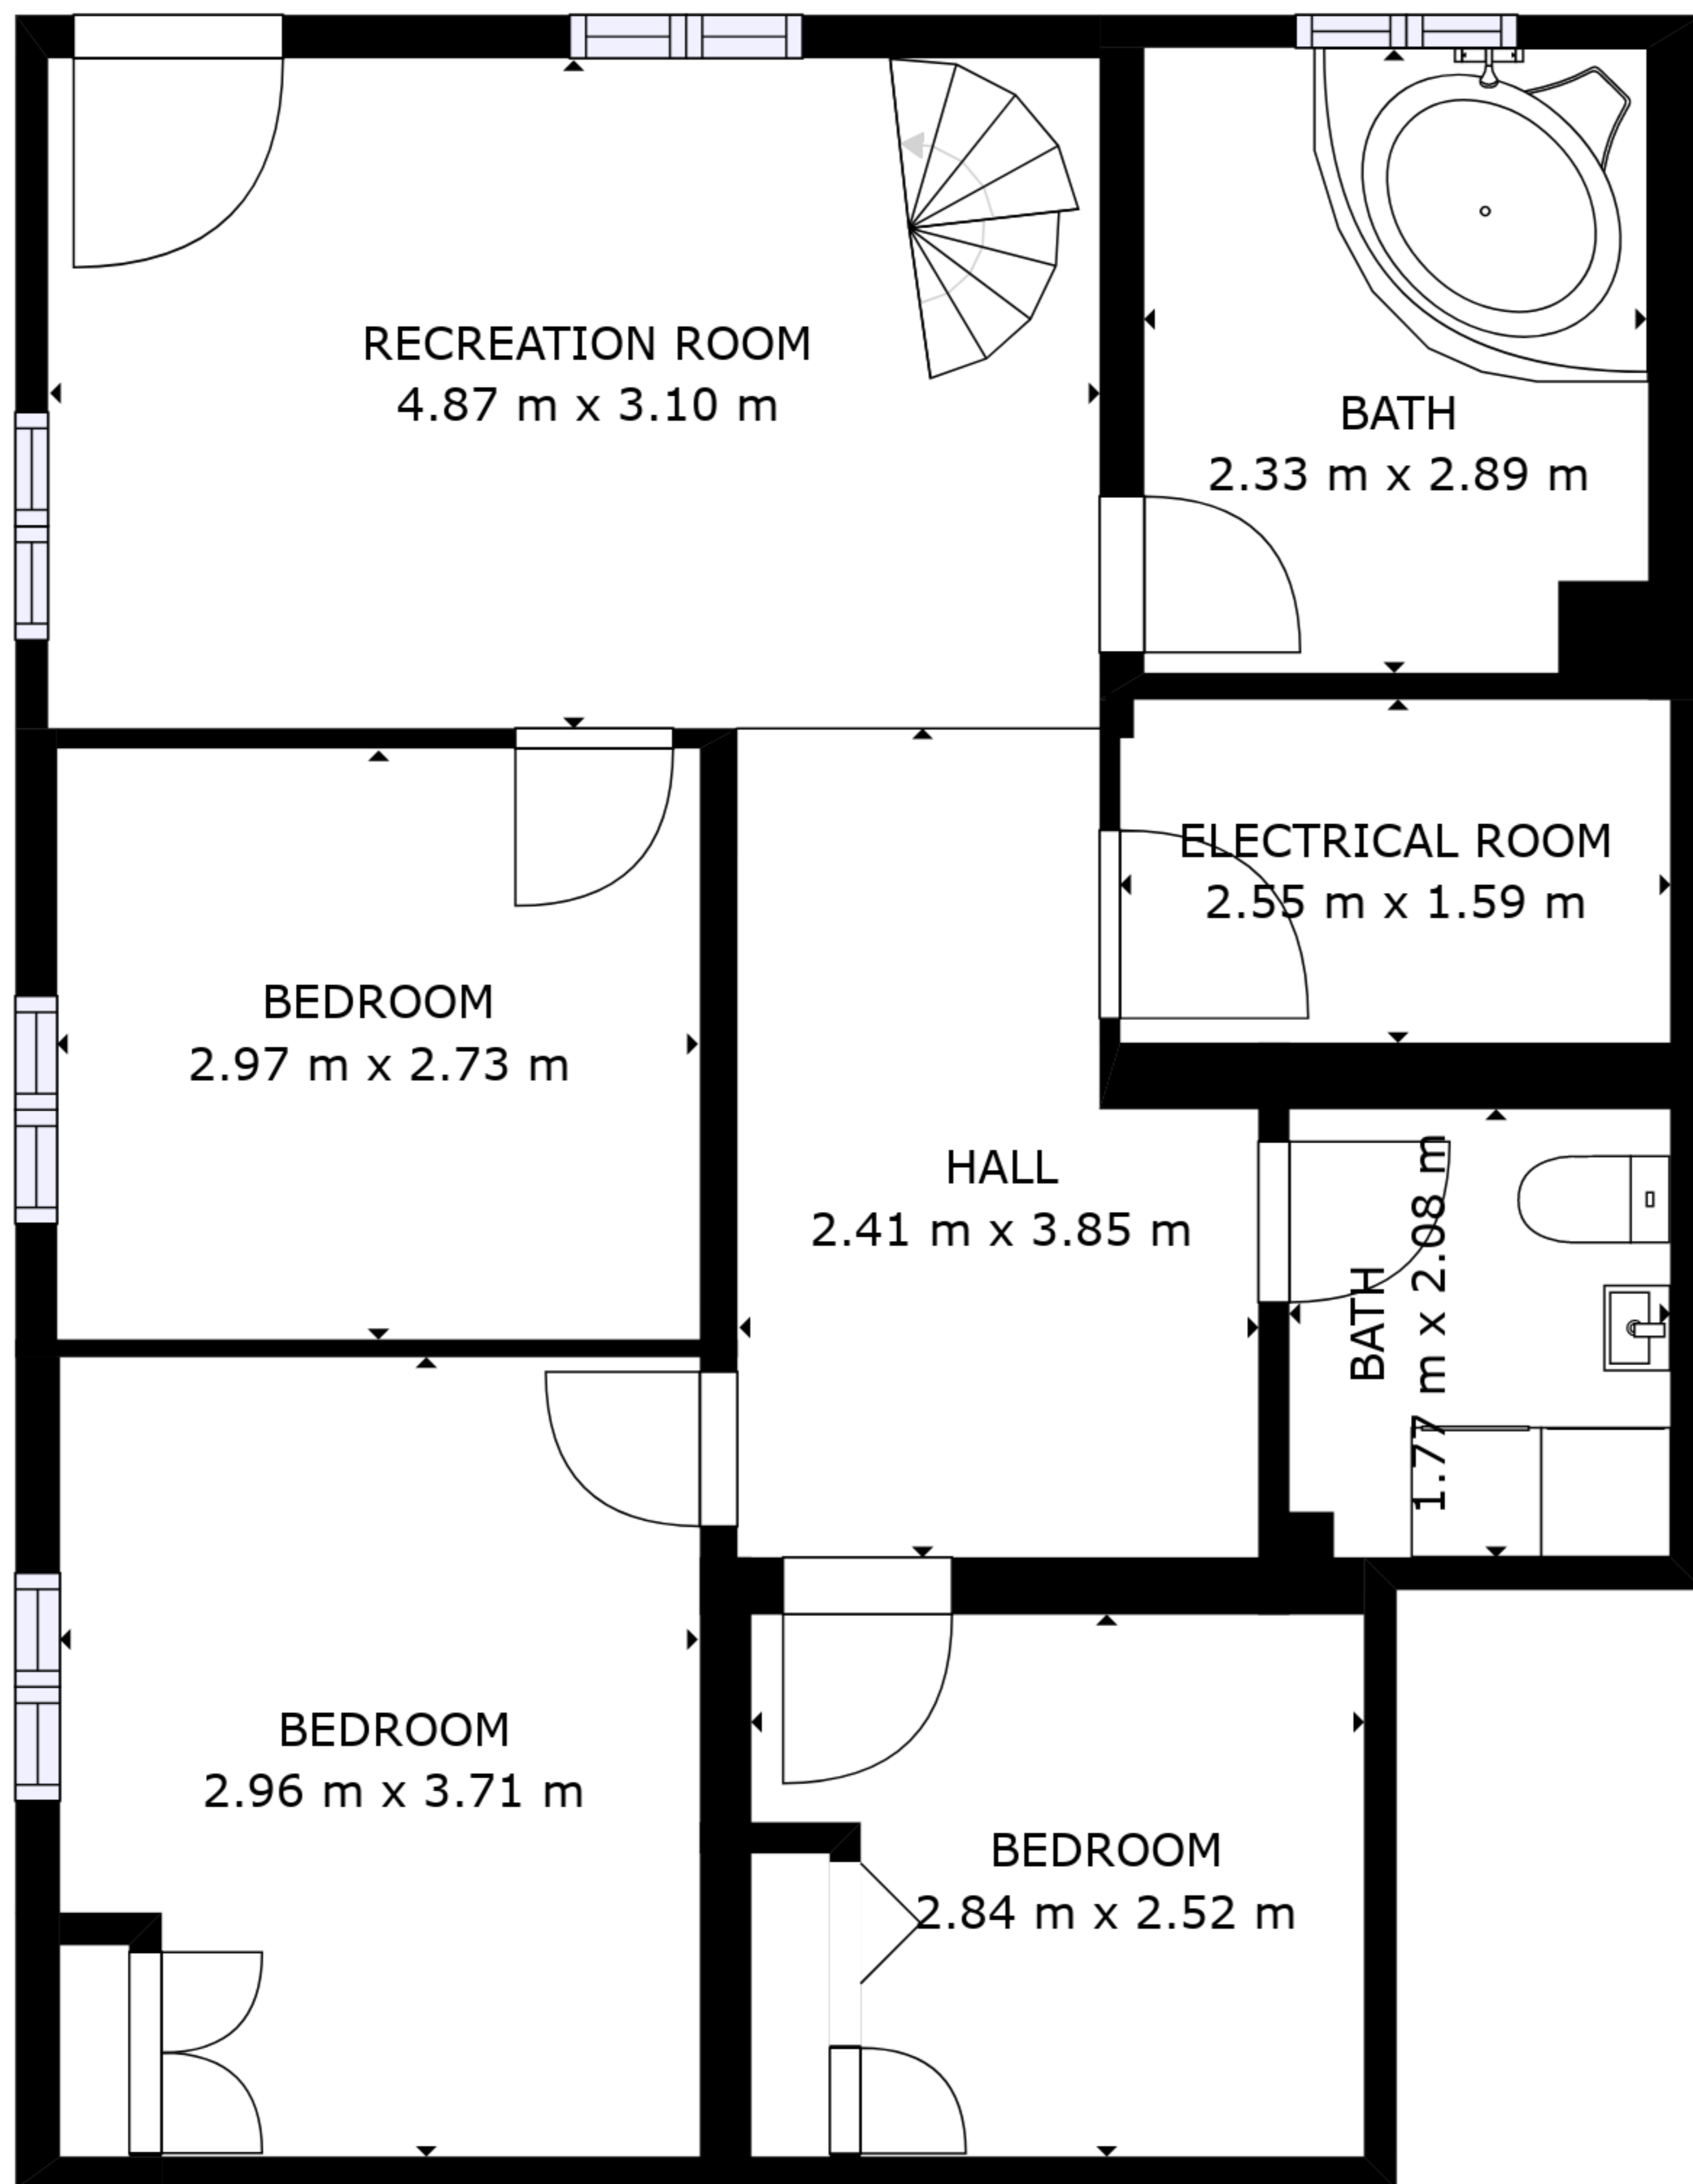 RECREATION ROOM
4.87 m x 3.10 m
BATH
2.33 m x 2.89 m
ELECTRICAL ROOM
2.55 m x 1.59 m
BEDROOM
2.97 m x 2.73 m
HALL
2.41 m x 3.85 m
BATH
1.77 m x 2.08 m
BEDROOM
2.96 m x 3.71 m
BEDROOM
2.84 m x 2.52 m